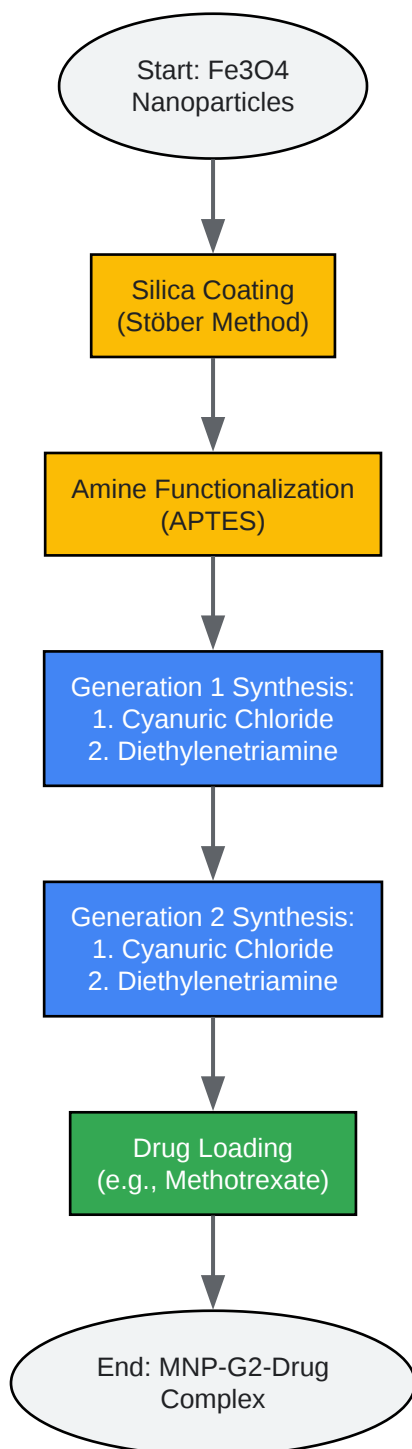 Start: Fe3O4
Nanoparticles
Silica Coating
(Stöber Method)
Amine Functionalization
(APTES)
Generation 1 Synthesis:
1. Cyanuric Chloride
2. Diethylenetriamine
Generation 2 Synthesis:
1. Cyanuric Chloride
2. Diethylenetriamine
Drug Loading
(e.g., Methotrexate)
End: MNP-G2-Drug
Complex